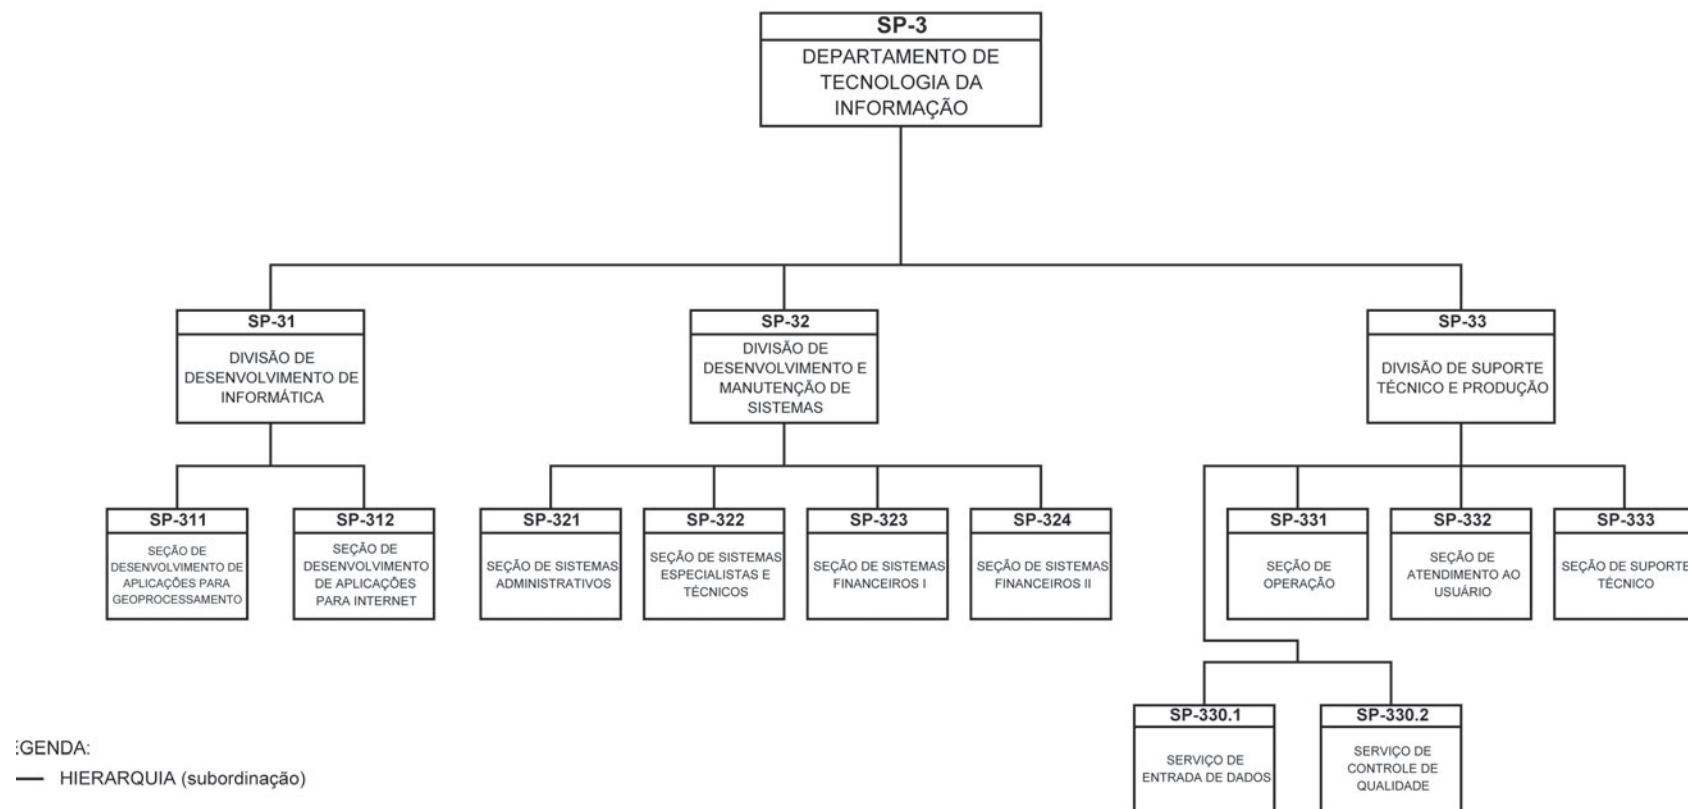 SP-3
DEPARTAMENTO DE
TECNOLOGIA DA
INFORMAÇÃO
SP-31
DIVISÃO DE
DESENVOLVIMENTO DE
INFORMÁTICA
SP-32
DIVISÃO DE
DESENVOLVIMENTO E
MANUTENÇÃO DE
SISTEMAS
SP-33
DIVISÃO DE SUPORTE
TÉCNICO E PRODUÇÃO
SP-311
SEÇÃO DE
DESENVOLVIMENTO DE
APLICAÇÕES PARA
GEOPROCESSAMENTO
SP-312
SEÇÃO DE
DESENVOLVIMENTO
DE APLICAÇÕES
PARA INTERNET
SP-321
SEÇÃO DE SISTEMAS
ADMINISTRATIVOS
SP-322
SEÇÃO DE SISTEMAS
ESPECIALISTAS E
TÉCNICOS
SP-323
SEÇÃO DE SISTEMAS
FINANCEIROS I
SP-324
SEÇÃO DE SISTEMAS
FINANCEIROS II
SP-331
SEÇÃO DE
OPERAÇÃO
SP-332
SEÇÃO DE
ATENDIMENTO AO
USUÁRIO
SP-333
SEÇÃO DE SUPORTE
TÉCNICO
SP-330.1
SERVIÇO DE
ENTRADA DE DADOS
SP-330.2
SERVIÇO DE
CONTROLE DE
QUALIDADE
EGENDA:
HIERARQUIA (subordinação)